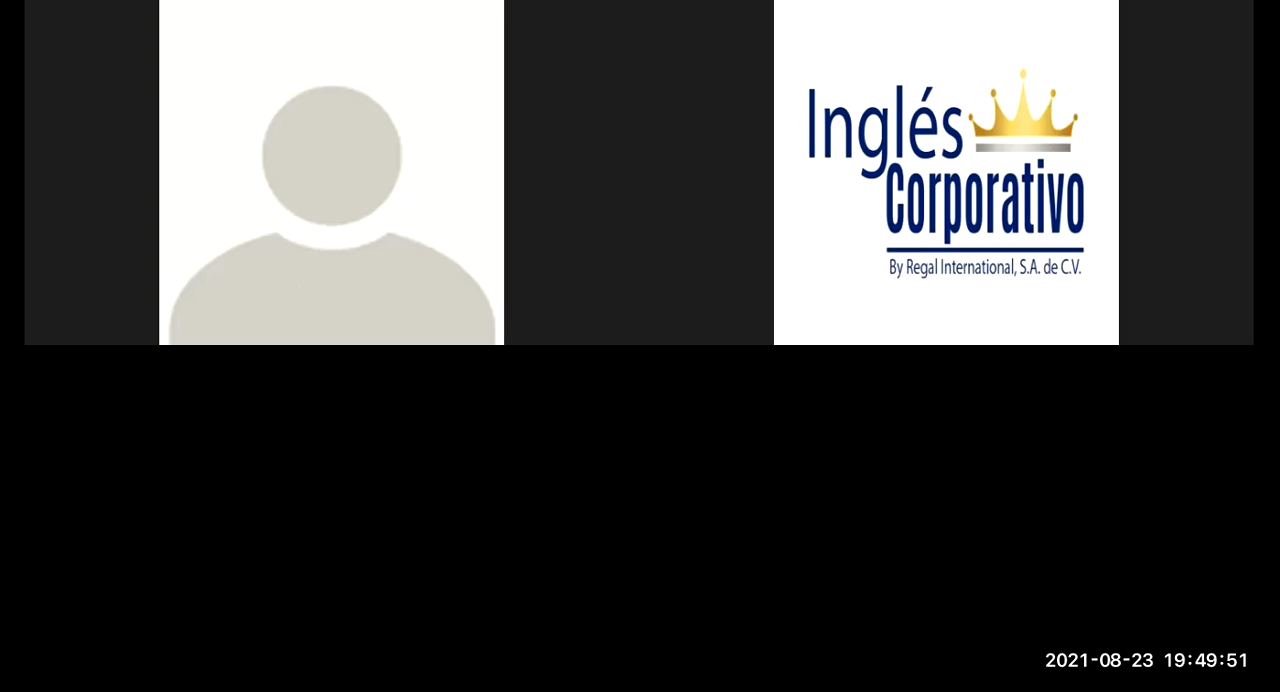 Inglés
Corporativo
By Regal International, S.A. de C.V.
2021-08-23 19:49:51